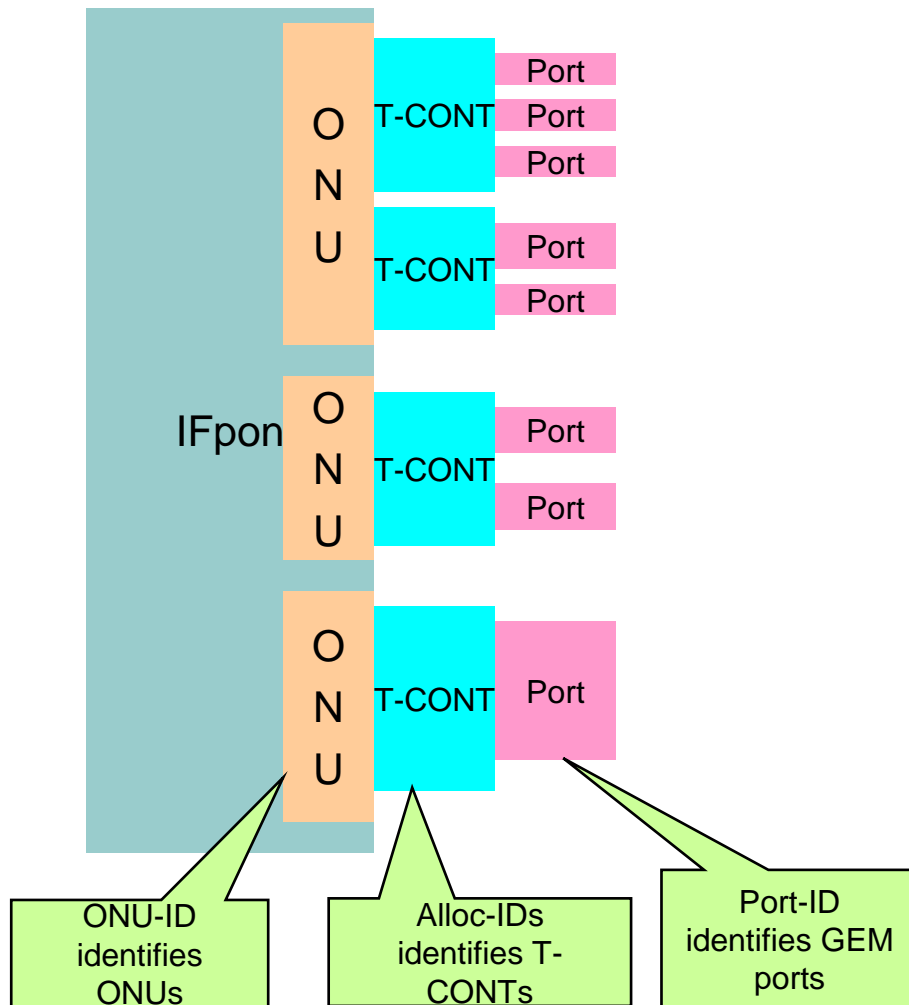 O
N
U
T-CONT
Port
Port
Port
T-CONT
Port
Port
IFpon
O
N
U
T-CONT
Port
Port
O
N
U
T-CONT
Port
ONU-ID
identifies
ONUs
Alloc-IDs
identifies T-
CONTs
Port-ID
identifies GEM
ports